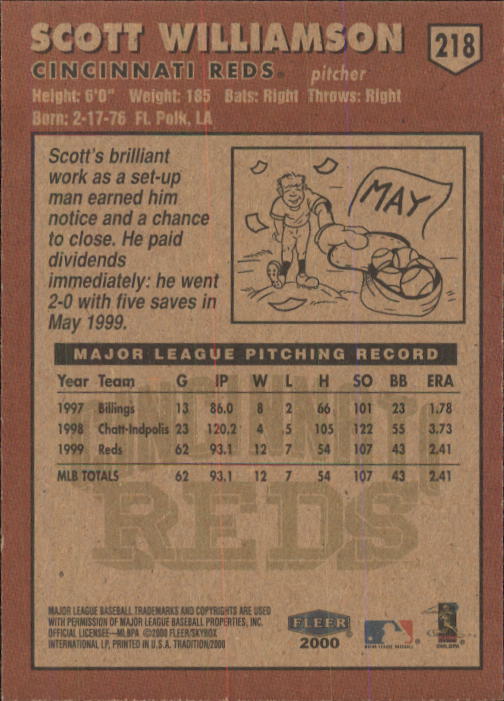 SCOTT WILLIAMSON
218
CINCINNATI REDS® pitcher
Height: 6'0" Weight: 185 Bats: Right Throws: Right
Born: 2-17-76 Ft. Polk, LA
Scott's brilliant
work as a set-up
man earned him
notice and a chance
to close. He paid
dividends
immediately: he went
2-0 with five saves in
May 1999.
MAY
MAJOR LEAGUE PITCHING RECORD
Year Team G IP W L H SO BB ERA
1997 Billings 13 86.0 8 2 66 101 23 1.78
1998 Chatt-Indpolis 23 120.2 4 5 105 122 55 3.73
1999 Reds 62 93.1 12 7 54 107 43 2.41
MLB TOTALS 62 93.1 12 7 54 107 43 2.41
CINCINNATI
REDS
MAJOR LEAGUE BASEBALL TRADEMARKS AND COPYRIGHTS ARE USED
WITH PERMISSION OF MAJOR LEAGUE BASEBALL PROPERTIES, INC.
OFFICIAL LICENSEE—MLBPA ©2000 FLEER/SKYBOX
INTERNATIONAL LP, PRINTED IN U.S.A. TRADITION/2000
FLEER
2000
MAJOR LEAGUE BASEBALL